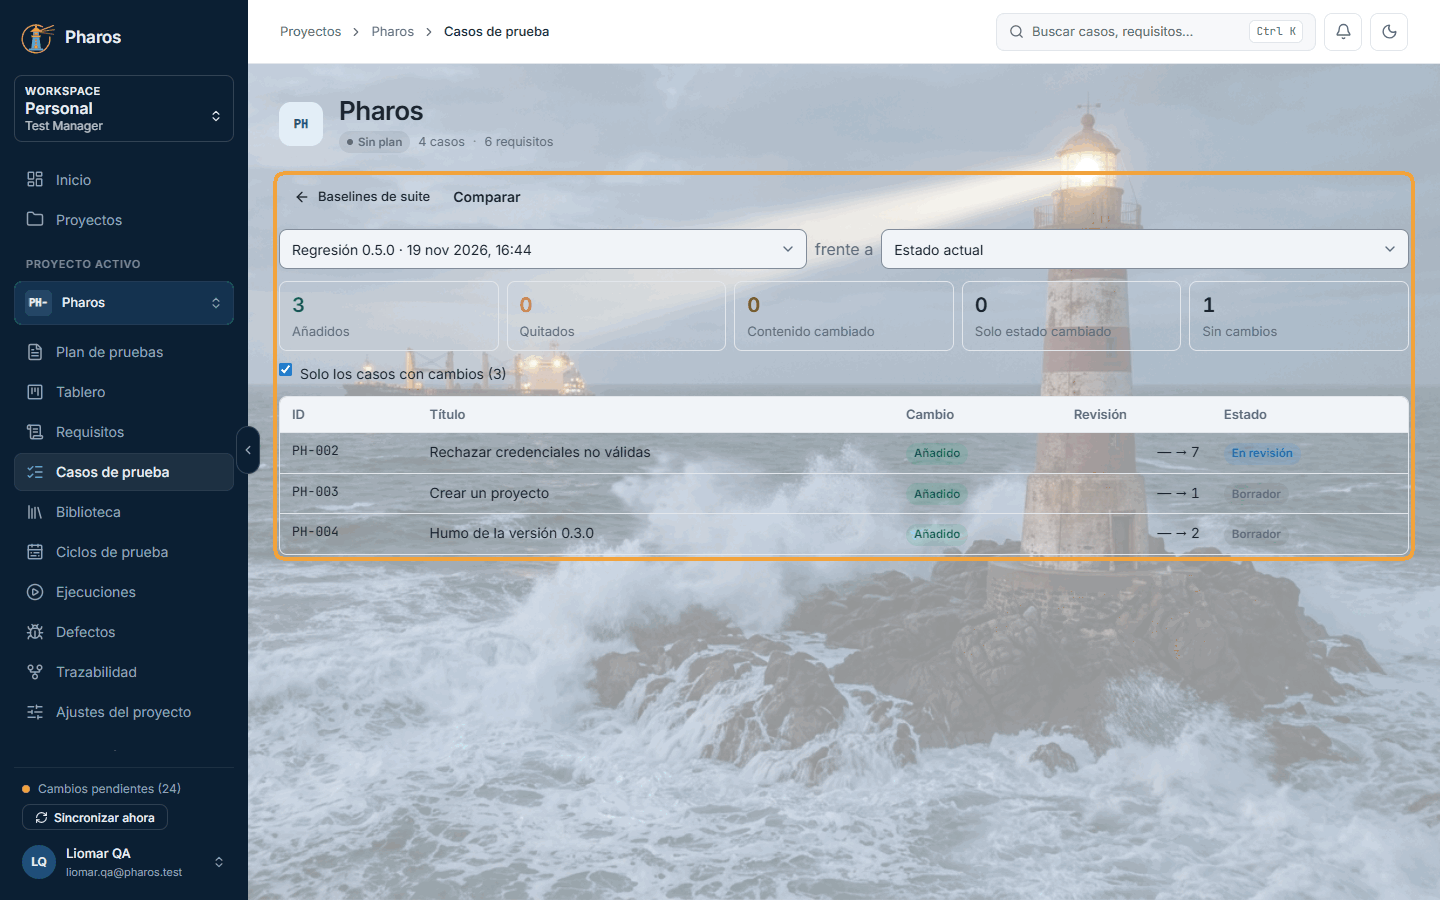 Pharos
WORKSPACE
Personal
Test Manager
Inicio
Proyectos
PROYECTO ACTIVO
PH- Pharos
Plan de pruebas
Tablero
Requisitos
Casos de prueba
Biblioteca
Ciclos de prueba
Ejecuciones
Defectos
Trazabilidad
Ajustes del proyecto
Cambios pendientes (24)
Sincronizar ahora
LQ
Liomar QA
liomar.qa@pharos.test
Proyectos > Pharos > Casos de prueba
Buscar casos, requisitos... Ctrl K
PH
Pharos
Sin plan 4 casos · 6 requisitos
← Baselines de suite Comparar
Regresión 0.5.0 · 19 nov 2026, 16:44 frente a Estado actual
3 0 0 0 1
Añadidos Quitados Contenido cambiado Solo estado cambiado Sin cambios
Solo los casos con cambios (3)
ID Título Cambio Revisión Estado
PH-002 Rechazar credenciales no válidas Añadido — → 7 En revisión
PH-003 Crear un proyecto Añadido — → 1 Borrador
PH-004 Humo de la versión 0.3.0 Añadido — → 2 Borrador